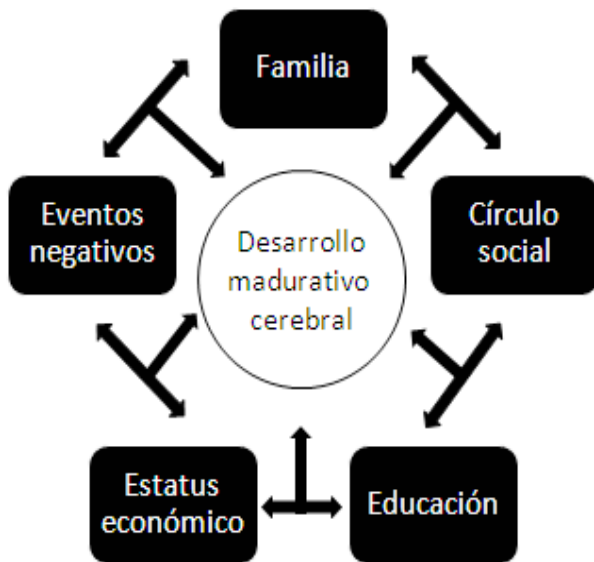 Familia
Eventos
negativos
Círculo
social
Desarrollo
madurativo
cerebral
Estatus
económico
Educación